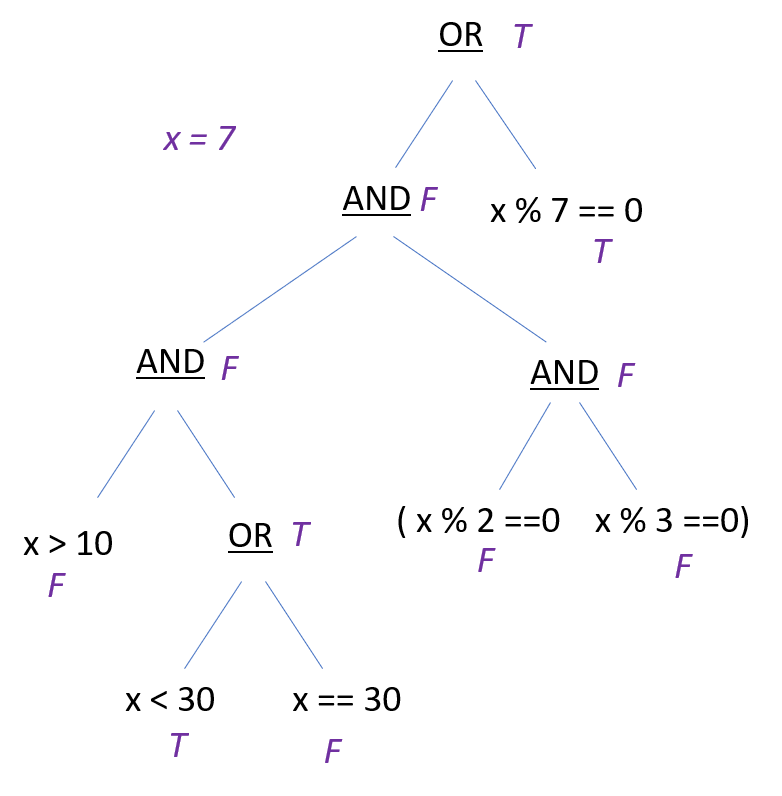 OR T
x = 7
AND F
x % 7 == 0
T
AND F
AND F
x > 10
F
OR T
( x % 2 ==0
F
x % 3 ==0)
F
x < 30
T
x == 30
F